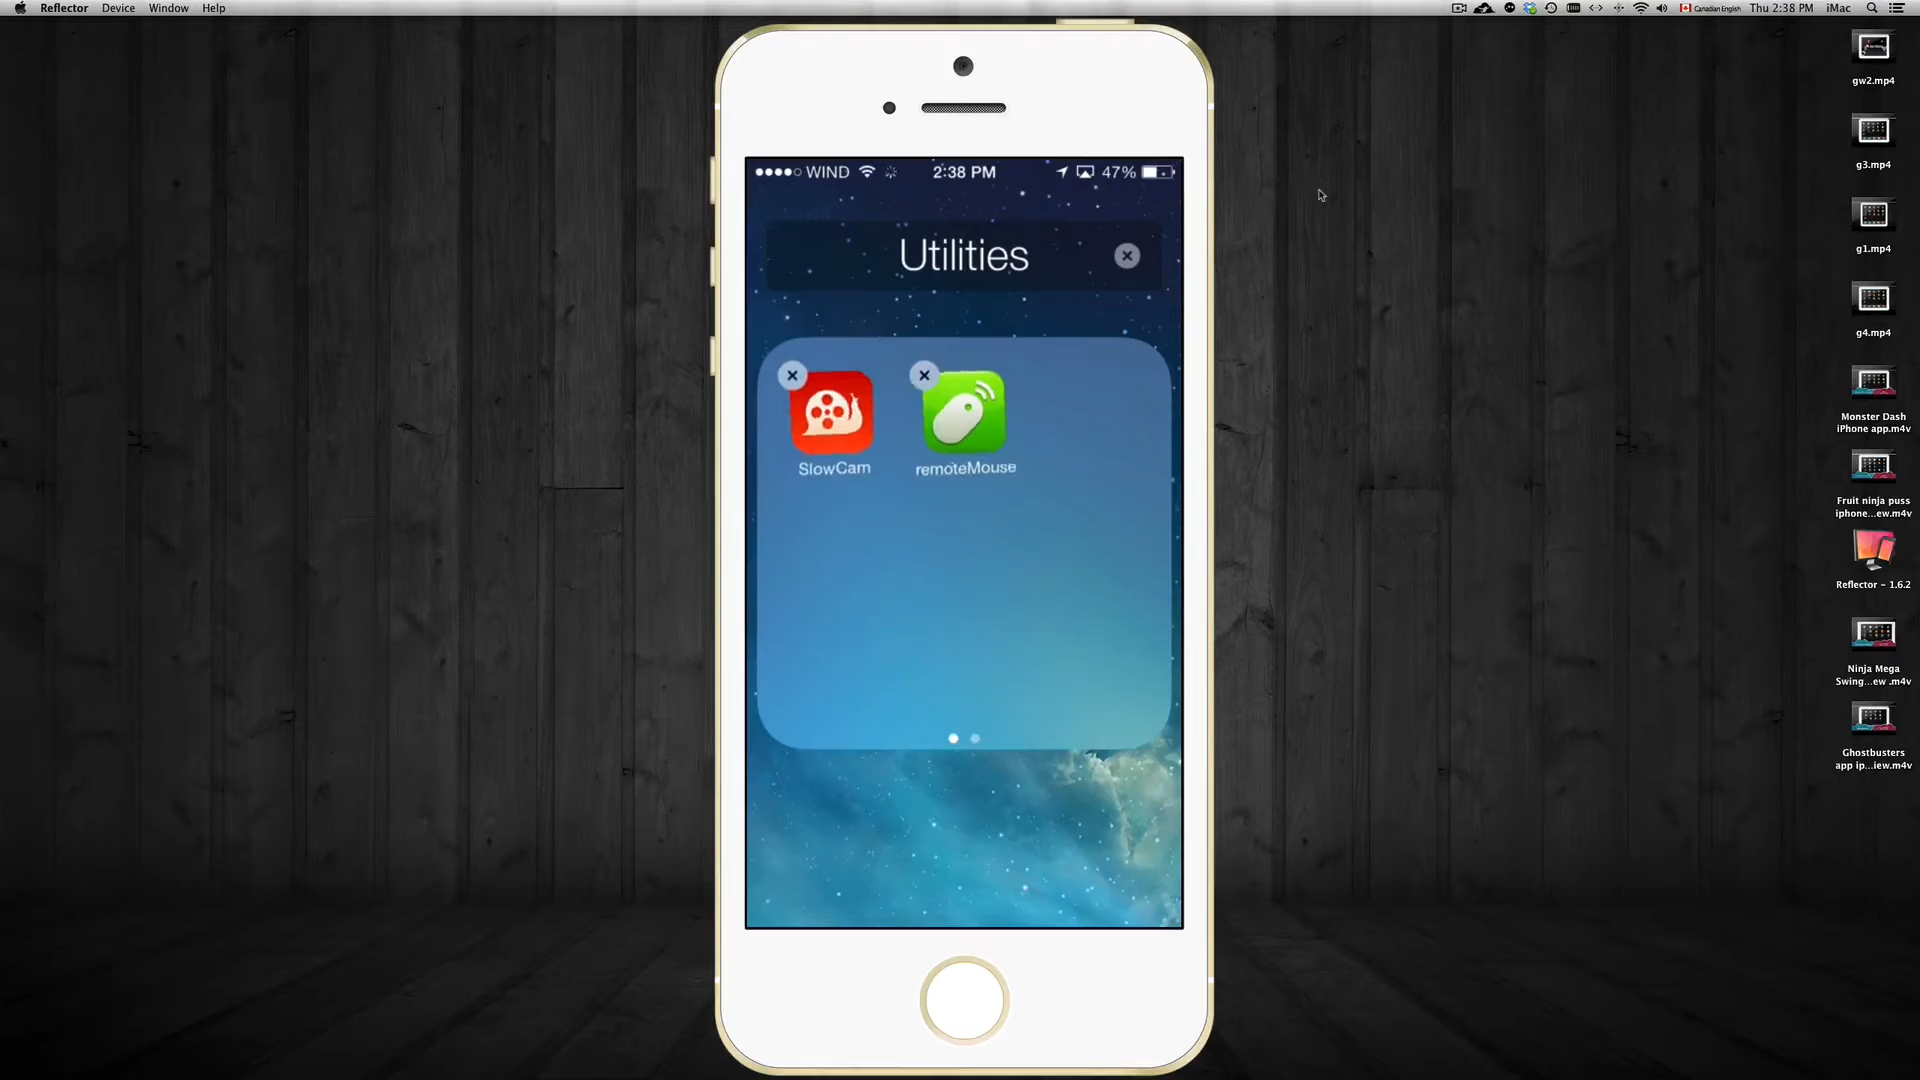 Reflector Device Window Help
Canadian English Thu 2:38 PM iMac
WIND 2:38 PM 47%
Utilities
SlowCam remoteMouse
gw2.mp4
g3.mp4
g1.mp4
g4.mp4
Monster Dash
iPhone app.m4v
Fruit ninja puss
iphone...ew.m4v
Reflector - 1.6.2
Ninja Mega
Swing...ew .m4v
Ghostbusters
app ip...iew.m4v